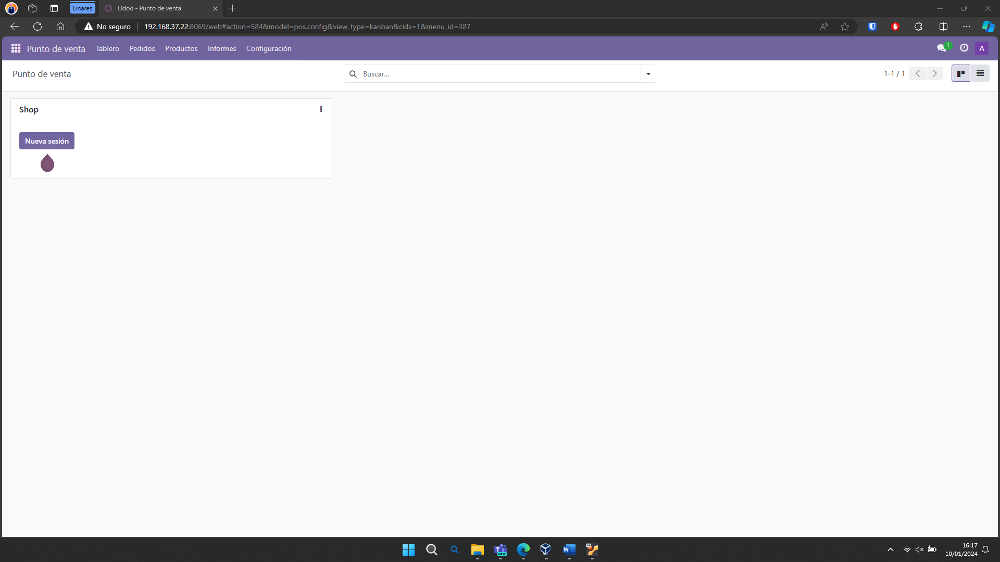 Linares
Odoo - Punto de venta
No seguro
192.168.37.22:8069/web#action=584&model=pos.config&view_type=kanban&cids=1&menu_id=387
Punto de venta
Tablero
Pedidos
Productos
Informes
Configuración
1
A
Punto de venta
Buscar...
1-1 / 1
Shop
Nueva sesión
NEW
W
64
16:17
10/01/2024